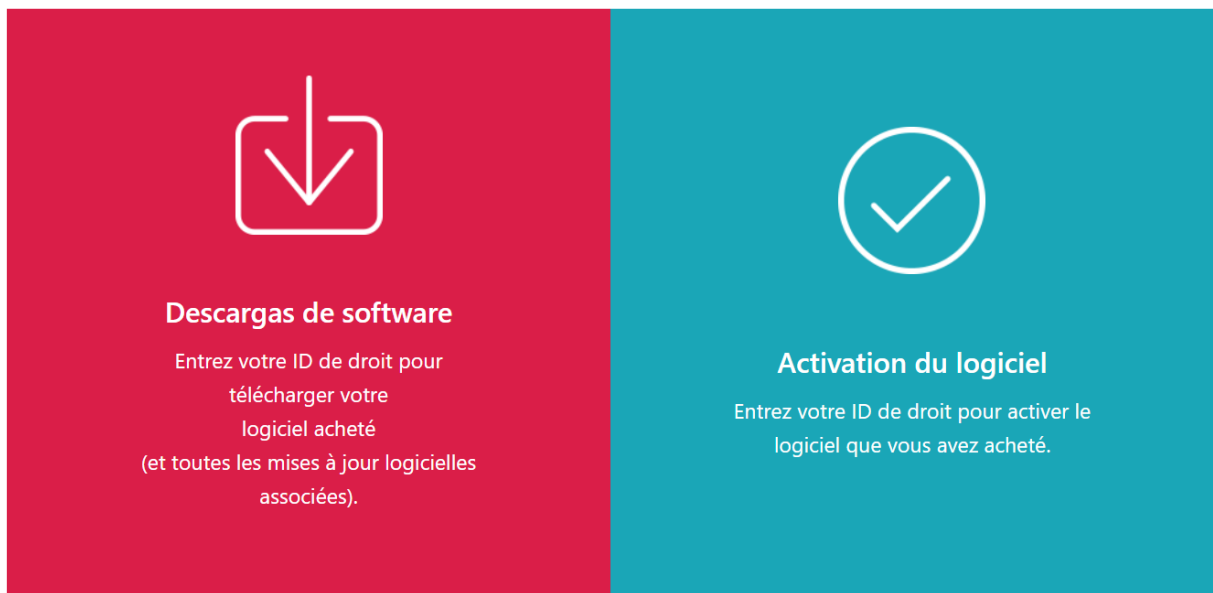 Descargas de software
Entrez votre ID de droit pour
télécharger votre
logiciel acheté
(et toutes les mises à jour logicielles
associées).
Activation du logiciel
Entrez votre ID de droit pour activer le
logiciel que vous avez acheté.